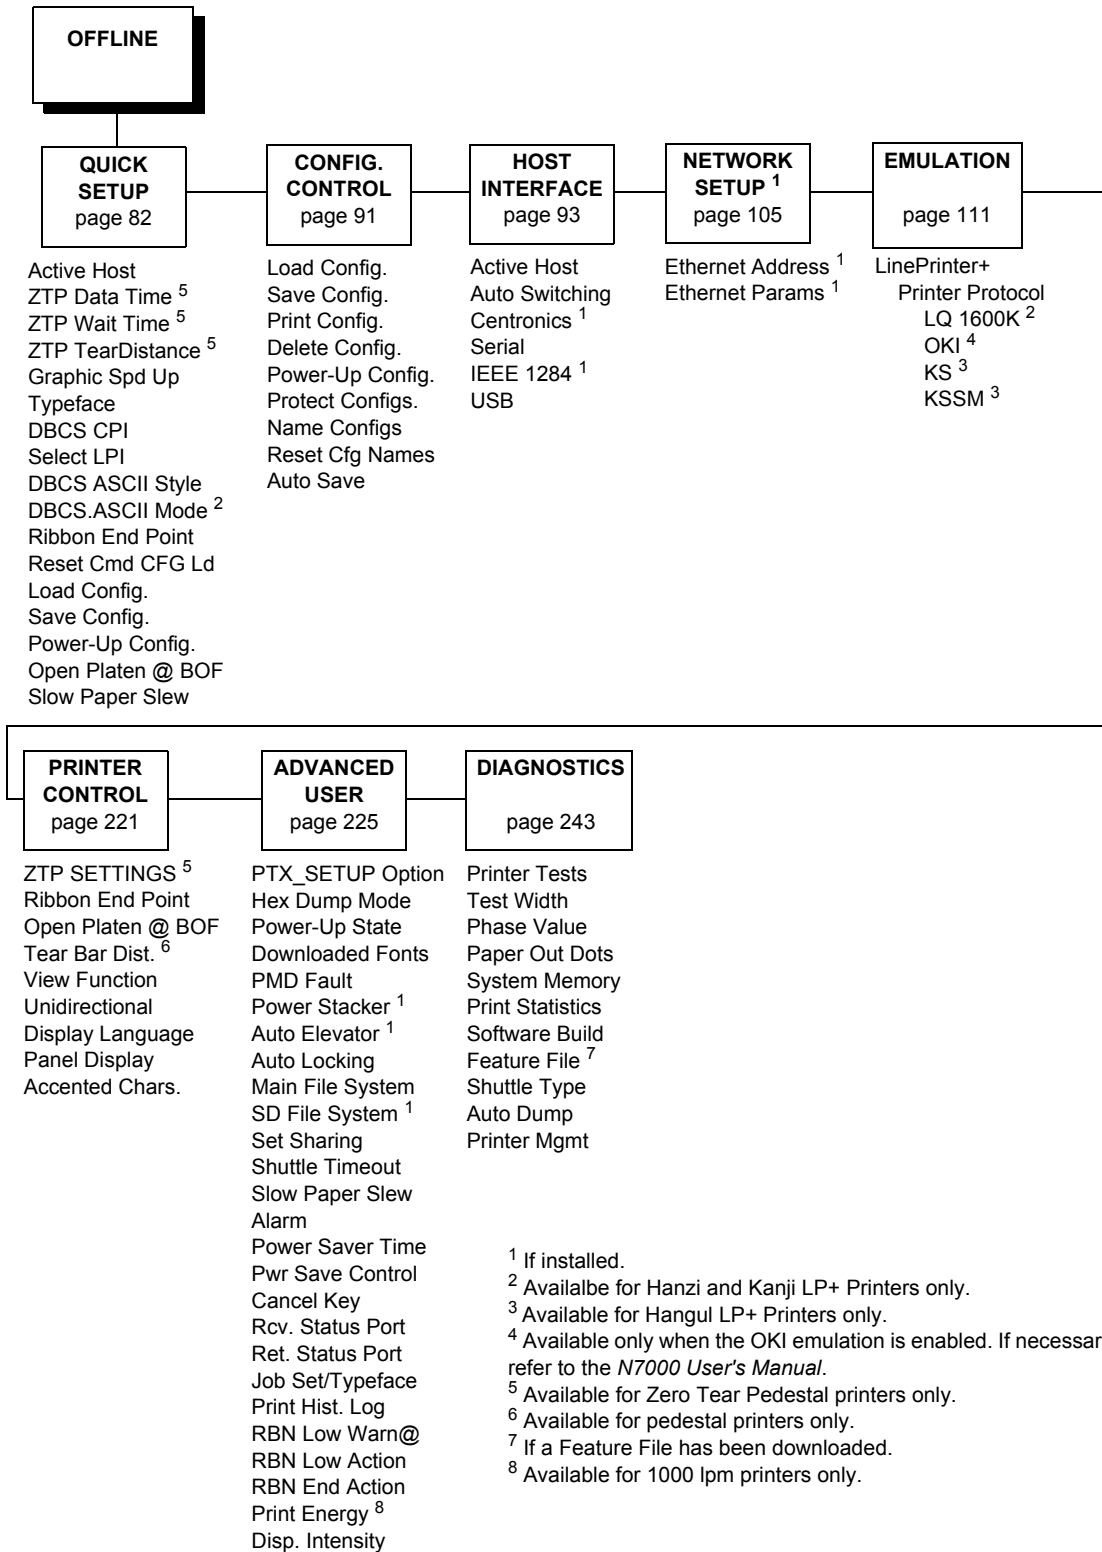 OFFLINE
QUICK
SETUP
page 82
CONFIG.
CONTROL
page 91
HOST
INTERFACE
page 93
NETWORK
SETUP 1
page 105
EMULATION
page 111
Active Host
ZTP Data Time 5
ZTP Wait Time 5
ZTP TearDistance 5
Graphic Spd Up
Typeface
DBCS CPI
Select LPI
DBCS ASCII Style
DBCS.ASCII Mode 2
Ribbon End Point
Reset Cmd CFG Ld
Load Config.
Save Config.
Power-Up Config.
Open Platen @ BOF
Slow Paper Slew
Load Config.
Save Config.
Print Config.
Delete Config.
Power-Up Config.
Protect Configs.
Name Configs
Reset Cfg Names
Auto Save
Active Host
Auto Switching
Centronics 1
Serial
IEEE 1284 1
USB
Ethernet Address 1
Ethernet Params 1
LinePrinter+
Printer Protocol
LQ 1600K 2
OKI 4
KS 3
KSSM 3
PRINTER
CONTROL
page 221
ADVANCED
USER
page 225
DIAGNOSTICS
page 243
ZTP SETTINGS 5
Ribbon End Point
Open Platen @ BOF
Tear Bar Dist. 6
View Function
Unidirectional
Display Language
Panel Display
Accented Chars.
PTX_SETUP Option
Hex Dump Mode
Power-Up State
Downloaded Fonts
PMD Fault
Power Stacker 1
Auto Elevator 1
Auto Locking
Main File System
SD File System 1
Set Sharing
Shuttle Timeout
Slow Paper Slew
Alarm
Power Saver Time
Pwr Save Control
Cancel Key
Rcv. Status Port
Ret. Status Port
Job Set/Typeface
Print Hist. Log
RBN Low Warn@
RBN Low Action
RBN End Action
Print Energy 8
Disp. Intensity
Printer Tests
Test Width
Phase Value
Paper Out Dots
System Memory
Print Statistics
Software Build
Feature File 7
Shuttle Type
Auto Dump
Printer Mgmt
1 If installed.
2 Availalbe for Hanzi and Kanji LP+ Printers only.
3 Available for Hangul LP+ Printers only.
4 Available only when the OKI emulation is enabled. If necessar
refer to the N7000 User's Manual.
5 Available for Zero Tear Pedestal printers only.
6 Available for pedestal printers only.
7 If a Feature File has been downloaded.
8 Available for 1000 lpm printers only.